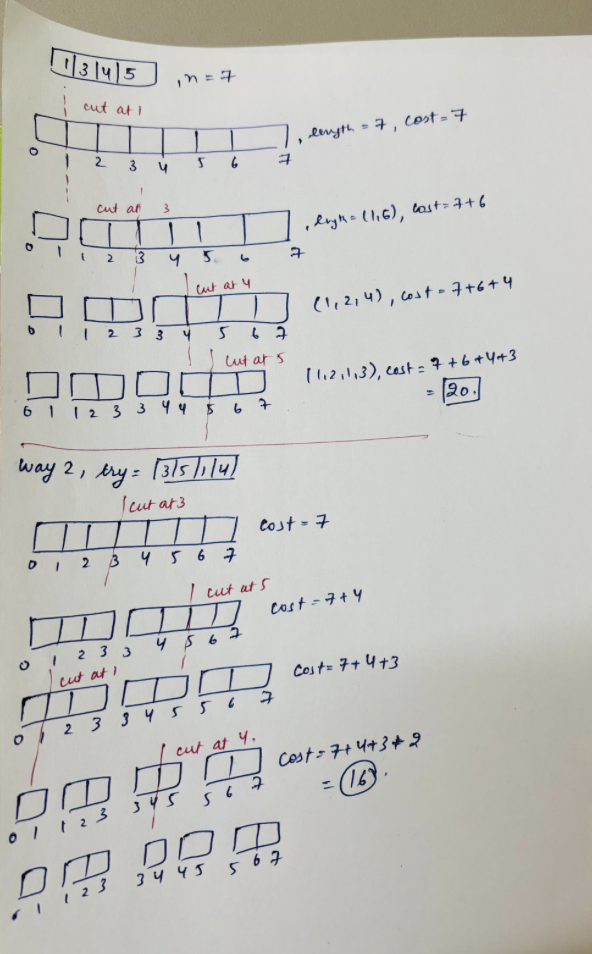 1|3|4|5 , n = 7
cut at 1
0 1 2 3 4 5 6 7 , length = 7, cost = 7
cut at 3
0 1 1 2 3 4 5 6 7 , lngth = (1,6), cost = 7+6
cut at 4
0 1 1 2 3 3 4 5 6 7 (1,2,4), cost = 7+6+4
cut at 5
0 1 1 2 3 3 4 4 5 6 7 (1,2,1,3), cost = 7+6+4+3
= 20.
way 2, try = 3|5|1|4
cut at 3
0 1 2 3 4 5 6 7 cost = 7
cut at 5
0 1 2 3 3 4 5 6 7 cost = 7+4
cut at 1
0 1 2 3 3 4 5 5 6 7 cost = 7+4+3
cut at 4.
0 1 1 2 3 3 4 5 5 6 7 cost = 7+4+3+2
= 16.
1 1 2 3 3 4 4 5 5 6 7